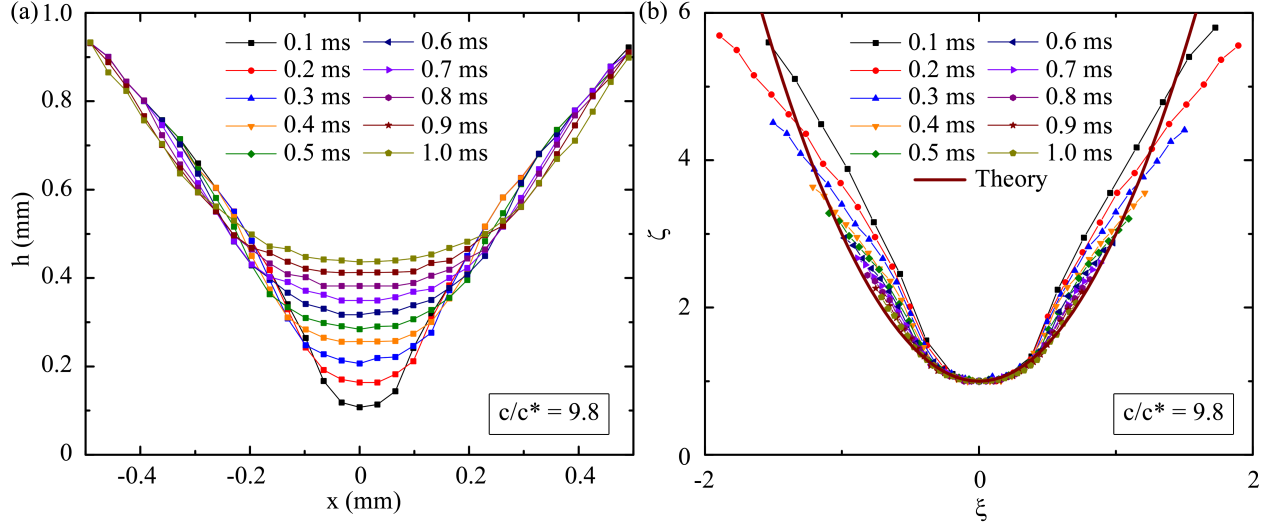 (a)
h (mm)
1.0
0.8
0.6
0.4
0.2
0
0.1 ms
0.2 ms
0.3 ms
0.4 ms
0.5 ms
0.6 ms
0.7 ms
0.8 ms
0.9 ms
1.0 ms
c/c* = 9.8
-0.4
-0.2
0.0
0.2
0.4
x (mm)
(b)
ζ
6
4
2
0
0.1 ms
0.2 ms
0.3 ms
0.4 ms
0.5 ms
0.6 ms
0.7 ms
0.8 ms
0.9 ms
1.0 ms
Theory
c/c* = 9.8
-2
0
2
ξ